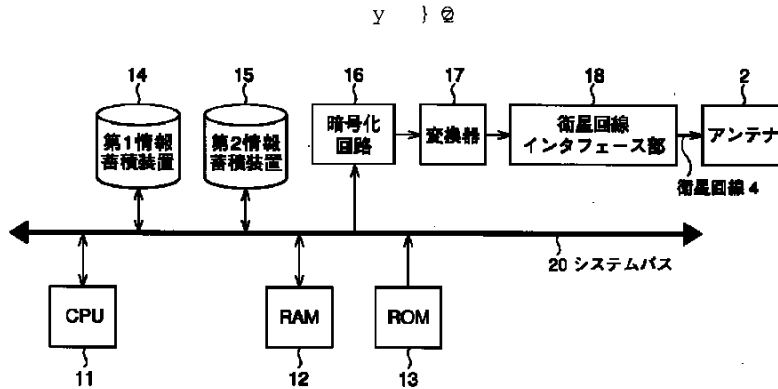 14
15
16
17
18
2
第1情報
蓄積装置
第2情報
蓄積装置
暗号化
回路
変換器
衛星回線
インタフェース部
アンテナ
衛星回線4
20 システムバス
CPU
RAM
ROM
11
12
13